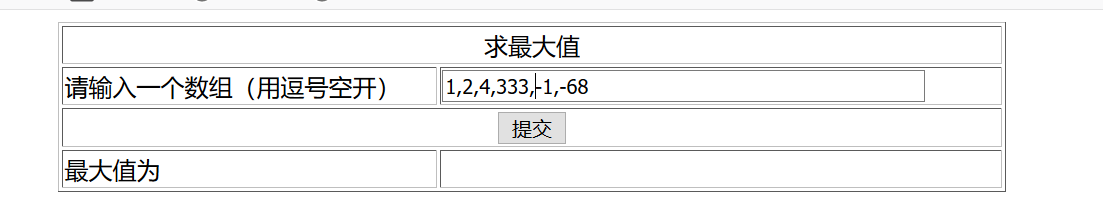 求最大值
请输入一个数组（用逗号空开） 1,2,4,333,-1,-68
提交
最大值为